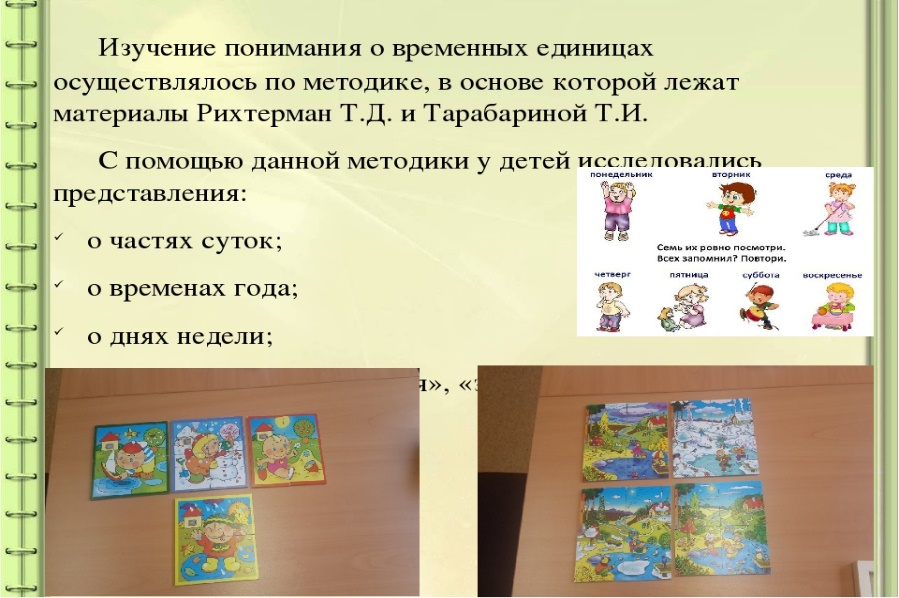 Изучение понимания о временных единицах
осуществлялось по методике, в основе которой лежат
материалы Рихтерман Т.Д. и Тарабариной Т.И.
С помощью данной методики у детей исследовались
представления:
о частях суток;
о временах года;
о днях недели;
понедельник вторник среда
Семь их ровно посмотри.
Всех запомнил? Повтори.
четверг пятница суббота воскресенье